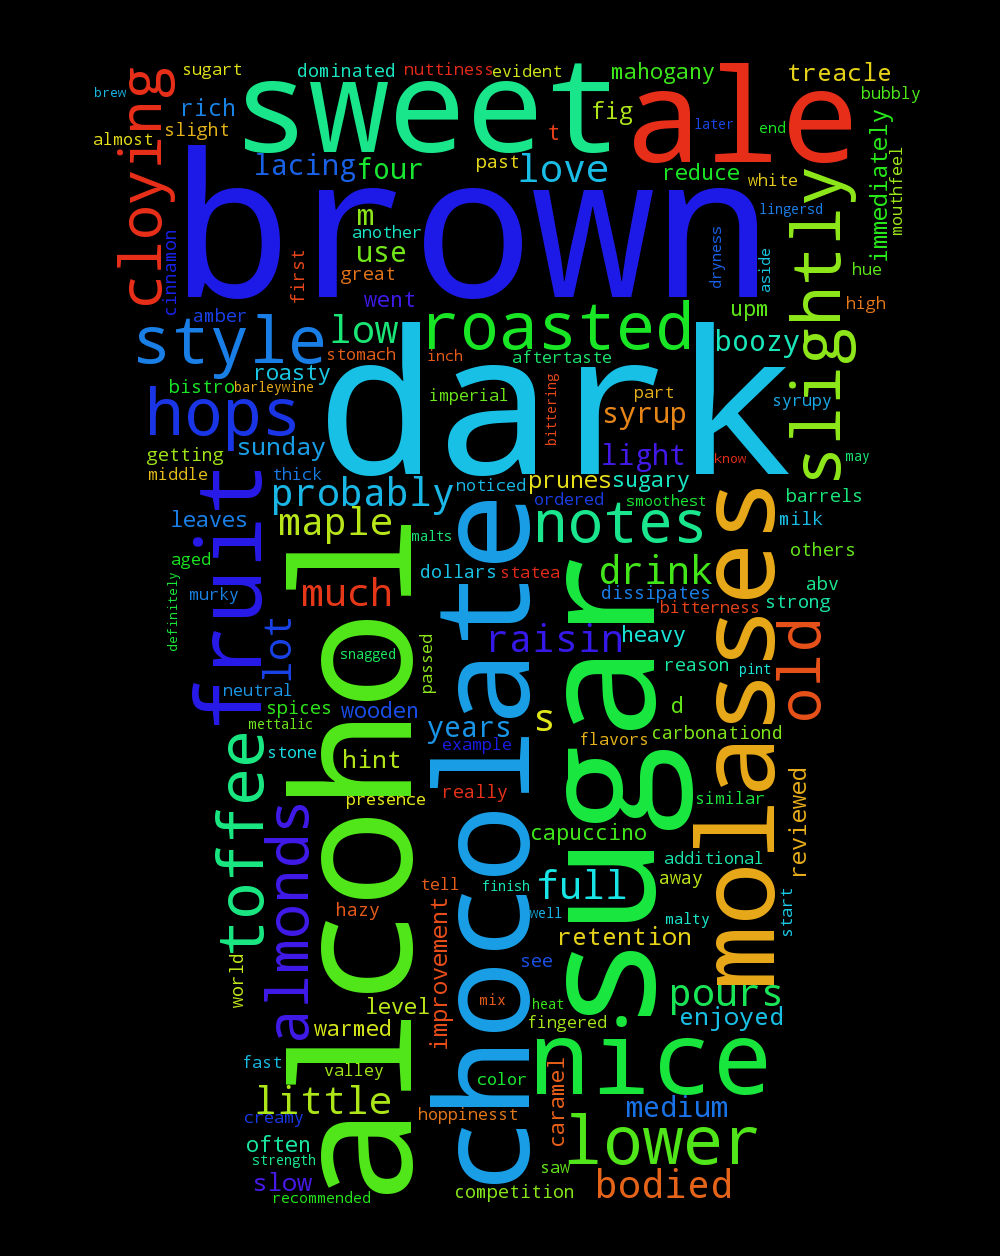 sugart
dominated
nuttiness
evident
mahogany
treacle
brew
rich
sweet
fig
ale
bubbly
almost
slight
t
later
end
cloying
lacing
four
past
love
reduce
white
immediately
mouthfeel
brown
m
another
use
great
first
cinnamon
lingersd
dryness
aside
slightly
hue
high
went
amber
style
low
roasted
upm
boozy
stomach
inch
aftertaste
roasty
bistro
barleywine
dark
imperial
bittering
part
syrup
syrupy
hops
sunday
light
know
may
getting
middle
thick
probably
noticed
prunes
sugary
ordered
smoothest
barrels
leaves
maple
notes
milk
malts
fruit
alcohol
chocolate
sugar
molasses
others
aged
murky
definitely
much
dollars
statea
drink
dissipates
bitterness
abv
strong
old
lot
snagged
passed
raisin
heavy
reason
pint
neutral
spices
mettalic
wooden
years
s
d
carbonationd
flavors
stone
hint
example
toffee
presence
really
similar
reviewed
almonds
capuccino
additional
tell
finish
full
away
hazy
well
malty
start
improvement
retention
world
see
level
mix
heat
pours
enjoyed
warmed
fingered
fast
valley
color
nice
little
caramel
medium
creamy
hoppinesst
often
lower
strength
saw
slow
competition
bodied
recommended